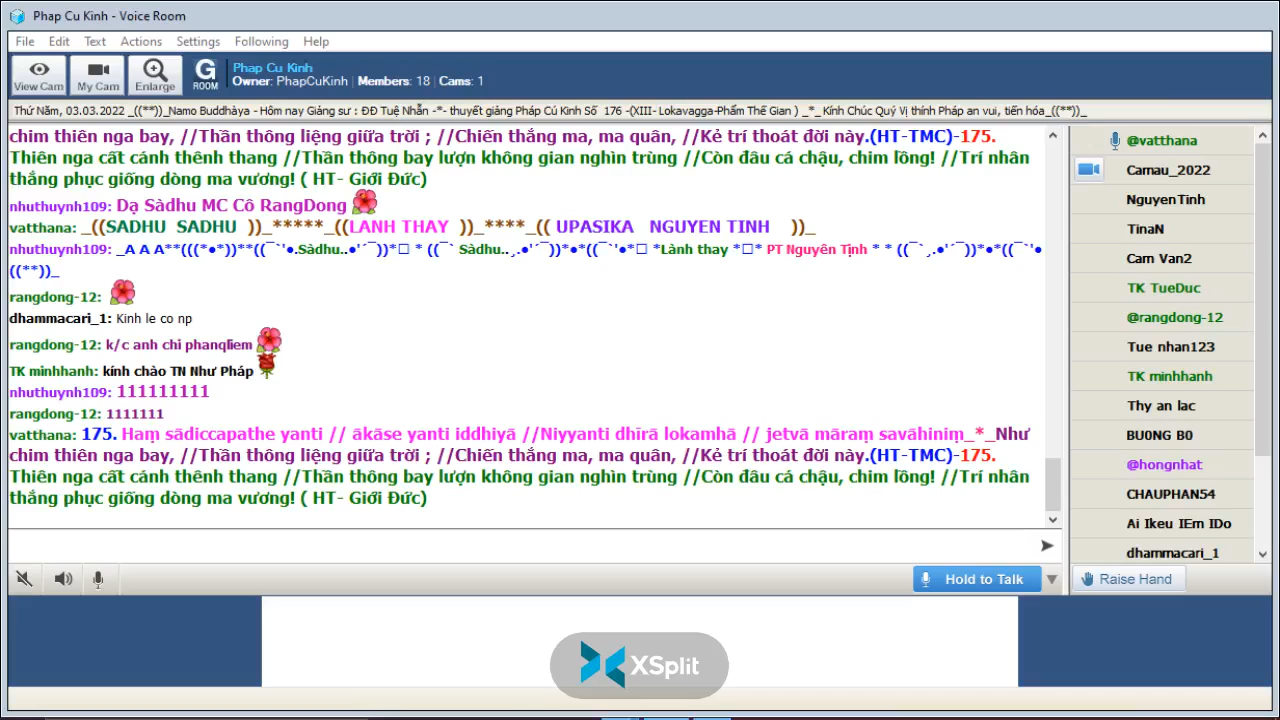 Phap Cu Kinh - Voice Room
File Edit Text Actions Settings Following Help
View Cam My Cam Enlarge G ROOM
Phap Cu Kinh
Owner: PhapCuKinh | Members: 18 | Cams: 1
Thứ Năm, 03.03.2022 _((**))_Namo Buddhàya - Hôm nay Giảng sư : ĐĐ Tuệ Nhẫn -*- thuyết giảng Pháp Cú Kinh Số 176 -(XIII- Lokavagga-Phẩm Thế Gian ) _*_ Kính Chúc Quý Vị thính Pháp an vui, tiến hóa_((**))_
chim thiên nga bay, //Thần thông liệng giữa trời ; //Chiến thắng ma, ma quân, //Kẻ trí thoát đời này.(HT-TMC)-175.
Thiên nga cất cánh thênh thang //Thần thông bay lượn không gian nghìn trùng //Còn đâu cá chậu, chim lồng! //Trí nhân
thắng phục giống dòng ma vương! ( HT- Giới Đức)
nhuthuynh109: Dạ Sàdhu MC Cô RangDong
vatthana: _((SADHU SADHU ))_*****_((LANH THAY ))_****_(( UPASIKA NGUYEN TINH ))_
nhuthuynh109: _A A A**(((*●*))**((¯`'●.Sàdhu..●'´¯))*□ * ((¯` Sàdhu..¸.●'´¯))*●*((¯`'●*□ *Lành thay *□* PT Nguyên Tịnh * * ((¯`¸.●'´¯))*●*((¯`'●
((**))_
rangdong-12:
dhammacari_1: Kinh le co np
rangdong-12: k/c anh chi phanqliem
TK minhhanh: kính chào TN Như Pháp
nhuthuynh109: 111111111
rangdong-12: 1111111
vatthana: 175. Haṃ sādiccapathe yanti // ākāse yanti iddhiyā //Niyyanti dhīrā lokamhā // jetvā māraṃ savāhiniṃ_*_Như
chim thiên nga bay, //Thần thông liệng giữa trời ; //Chiến thắng ma, ma quân, //Kẻ trí thoát đời này.(HT-TMC)-175.
Thiên nga cất cánh thênh thang //Thần thông bay lượn không gian nghìn trùng //Còn đâu cá chậu, chim lồng! //Trí nhân
thắng phục giống dòng ma vương! ( HT- Giới Đức)
@vatthana
Camau_2022
NguyenTinh
TinaN
Cam Van2
TK TueDuc
@rangdong-12
Tue nhan123
TK minhhanh
Thy an lac
BU0NG B0
@hongnhat
CHAUPHAN54
Ai Ikeu IEm IDo
dhammacari_1
Hold to Talk
Raise Hand
XSplit